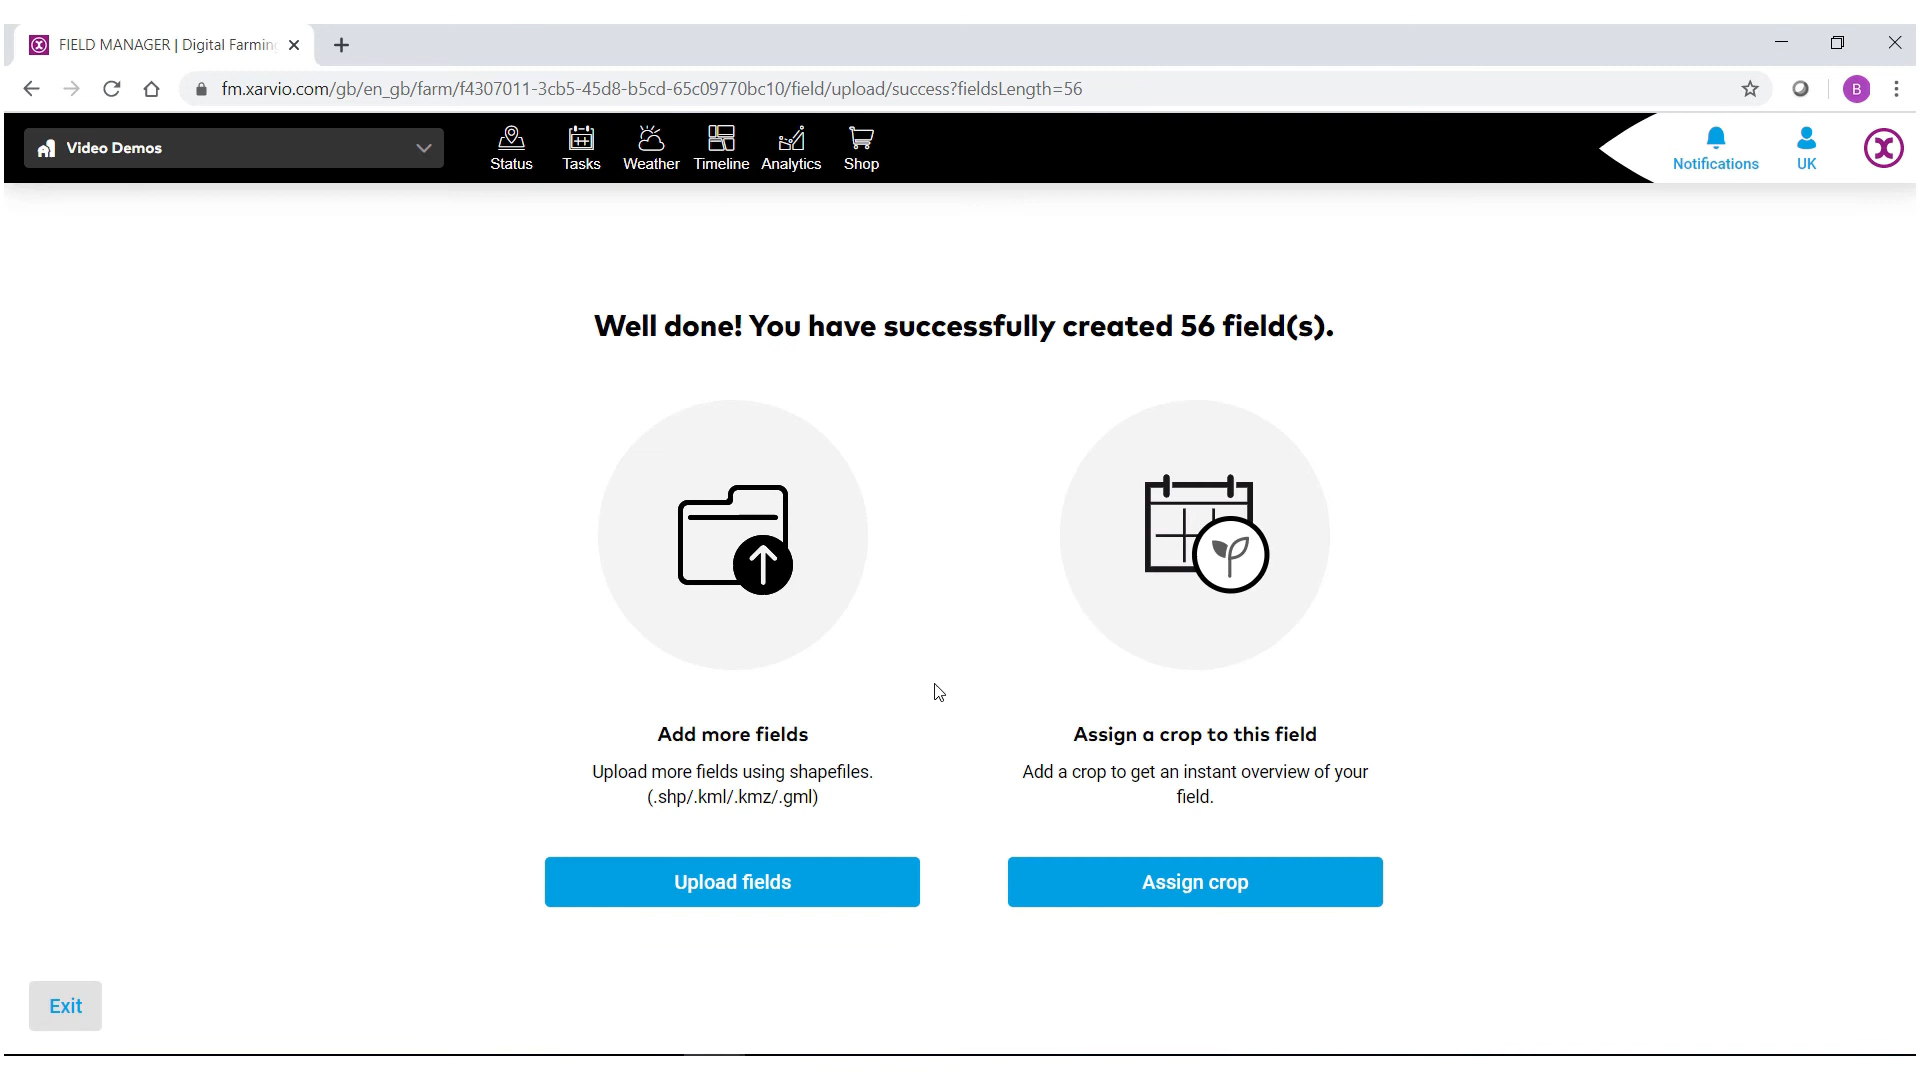 FIELD MANAGER | Digital Farming
fm.xarvio.com/gb/en_gb/farm/f4307011-3cb5-45d8-b5cd-65c09770bc10/field/upload/success?fieldsLength=56
B
Video Demos
Status
Tasks
Weather
Timeline
Analytics
Shop
Notifications
UK
Well done! You have successfully created 56 field(s).
Add more fields
Upload more fields using shapefiles.
(.shp/.kml/.kmz/.gml)
Upload fields
Assign a crop to this field
Add a crop to get an instant overview of your
field.
Assign crop
Exit